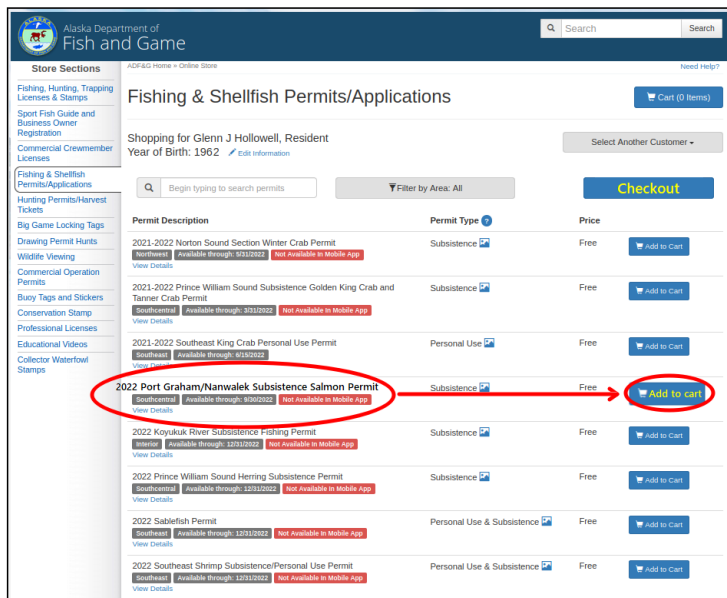 Alaska Department of
Fish and Game
Search
Search
Store Sections
Fishing, Hunting, Trapping
Licenses & Stamps
Sport Fish Guide and
Business Owner
Registration
Commercial Crewmember
Licenses
Fishing & Shellfish
Permits/Applications
Hunting Permits/Harvest
Tickets
Big Game Locking Tags
Drawing Permit Hunts
Wildlife Viewing
Commercial Operation
Permits
Buoy Tags and Stickers
Conservation Stamp
Professional Licenses
Educational Videos
Collector Waterfowl
Stamps
ADF&G Home » Online Store
Need Help?
Fishing & Shellfish Permits/Applications
Cart (0 Items)
Shopping for Glenn J Hollowell, Resident
Year of Birth: 1962 Edit Information
Select Another Customer
Begin typing to search permits
Filter by Area: All
Checkout
Permit Description Permit Type ? Price
2021-2022 Norton Sound Section Winter Crab Permit Subsistence Free Add to Cart
Northwest Available through: 5/31/2022 Not Available In Mobile App
View Details
2021-2022 Prince William Sound Subsistence Golden King Crab and Subsistence Free Add to Cart
Tanner Crab Permit
Southcentral Available through: 3/31/2022 Not Available In Mobile App
View Details
2021-2022 Southeast King Crab Personal Use Permit Personal Use Free Add to Cart
Southeast Available through: 6/15/2022
View Details
2022 Port Graham/Nanwalek Subsistence Salmon Permit Subsistence Free Add to cart
Southcentral Available through: 9/30/2022 Not Available In Mobile App
View Details
2022 Koyukuk River Subsistence Fishing Permit Subsistence Free Add to Cart
Interior Available through: 12/31/2022 Not Available In Mobile App
View Details
2022 Prince William Sound Herring Subsistence Permit Subsistence Free Add to Cart
Southcentral Available through: 12/31/2022 Not Available In Mobile App
View Details
2022 Sablefish Permit Personal Use & Subsistence Free Add to Cart
Southeast Available through: 12/31/2022 Not Available In Mobile App
View Details
2022 Southeast Shrimp Subsistence/Personal Use Permit Personal Use & Subsistence Free Add to Cart
Southeast Available through: 12/31/2022 Not Available In Mobile App
View Details